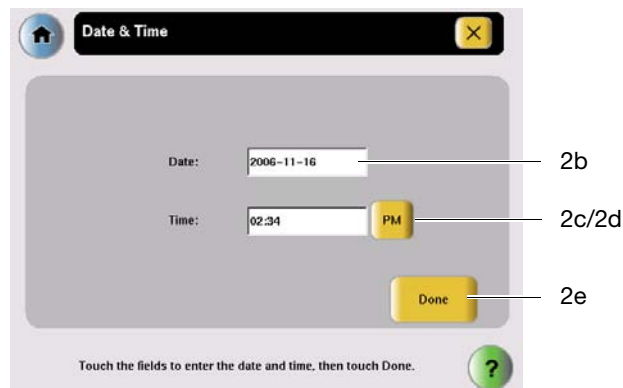 Date & Time
Date: 2006-11-16 2b
Time: 02:34 PM 2c/2d
Done 2e
Touch the fields to enter the date and time, then touch Done. ?